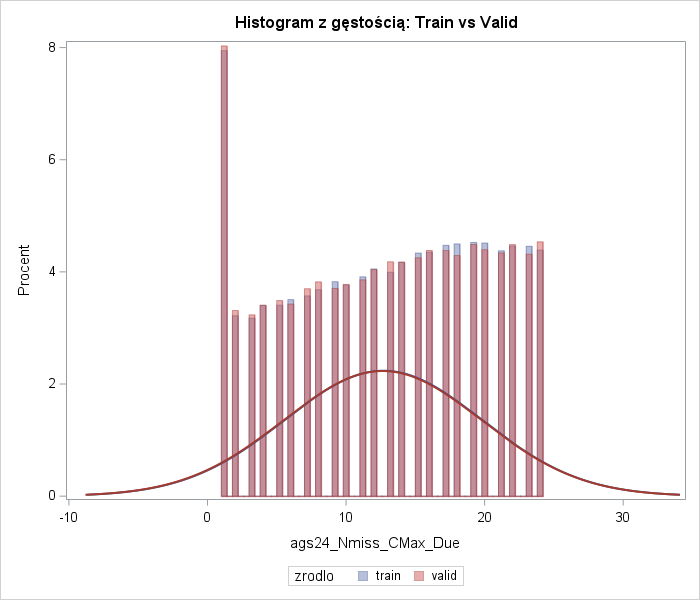 Histogram z gęstością: Train vs Valid
Procent
8
6
4
2
0
-10 0 10 20 30
ags24_Nmiss_CMax_Due
zrodlo train valid